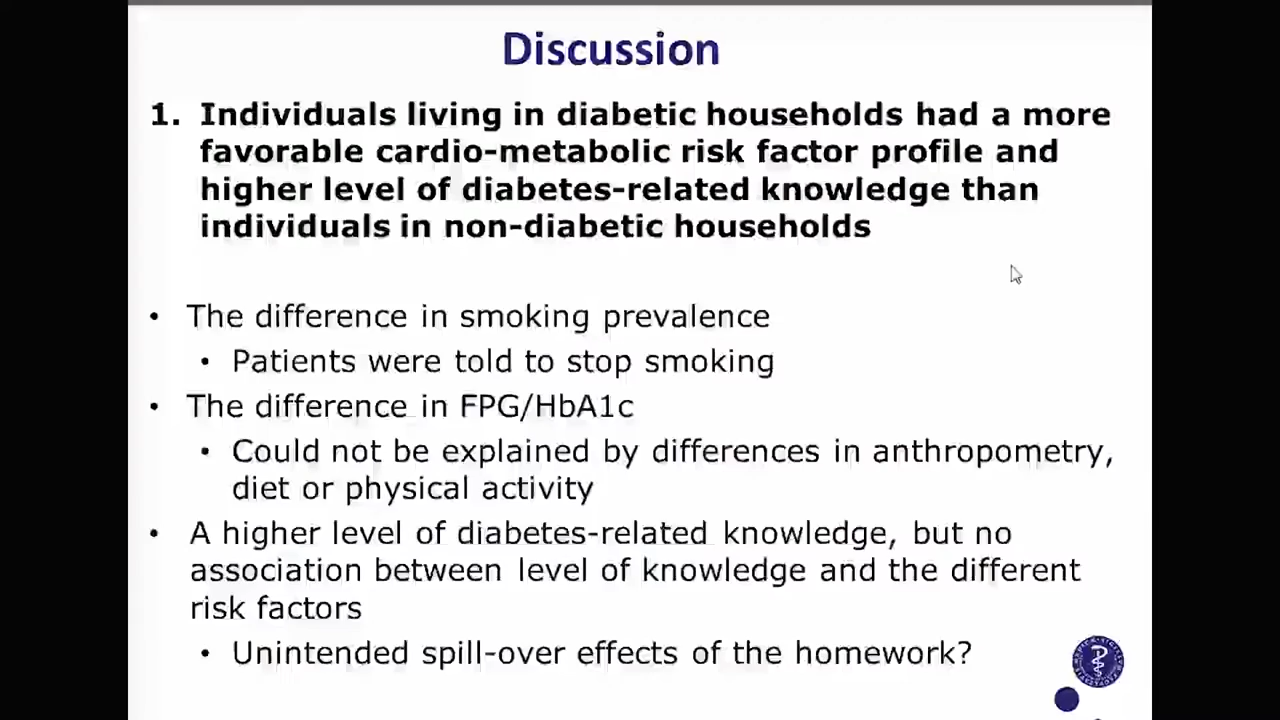 Discussion
1. Individuals living in diabetic households had a more
favorable cardio-metabolic risk factor profile and
higher level of diabetes-related knowledge than
individuals in non-diabetic households
• The difference in smoking prevalence
• Patients were told to stop smoking
• The difference in FPG/HbA1c
• Could not be explained by differences in anthropometry,
diet or physical activity
• A higher level of diabetes-related knowledge, but no
association between level of knowledge and the different
risk factors
• Unintended spill-over effects of the homework?